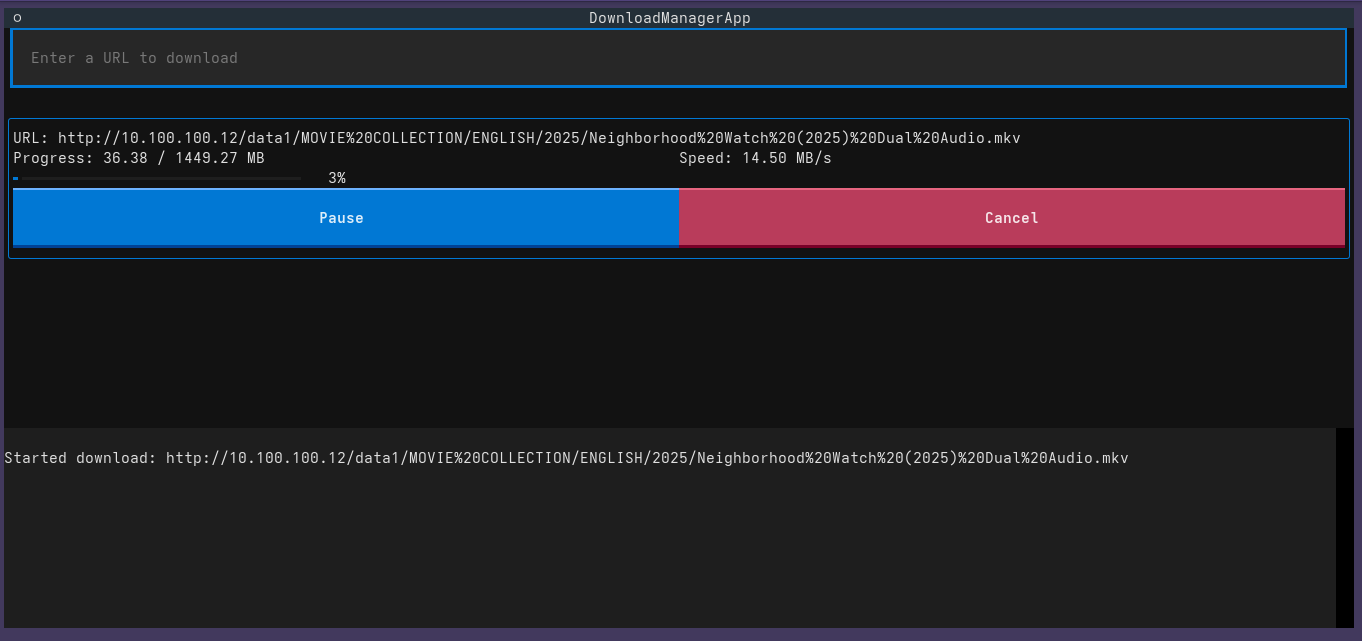 O DownloadManagerApp
Enter a URL to download
URL: http://10.100.100.12/data1/MOVIE%20COLLECTION/ENGLISH/2025/Neighborhood%20Watch%20(2025)%20Dual%20Audio.mkv
Progress: 36.38 / 1449.27 MB Speed: 14.50 MB/s
3%
Pause Cancel
Started download: http://10.100.100.12/data1/MOVIE%20COLLECTION/ENGLISH/2025/Neighborhood%20Watch%20(2025)%20Dual%20Audio.mkv